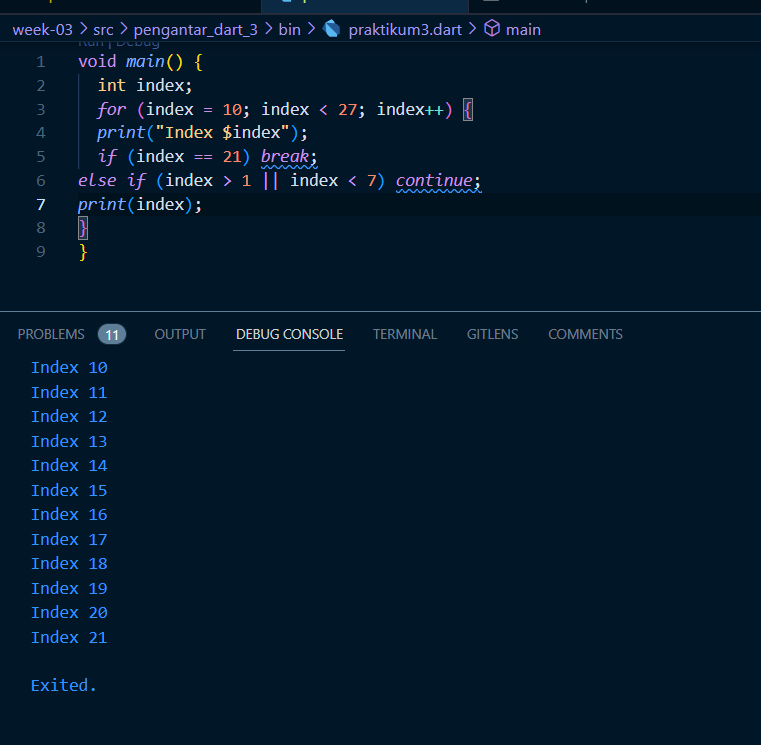 week-03 > src > pengantar_dart_3 > bin > praktikum3.dart > main
Run | Debug
1 void main() {
2 int index;
3 for (index = 10; index < 27; index++) {
4 print("Index $index");
5 if (index == 21) break;
6 else if (index > 1 || index < 7) continue;
7 print(index);
8 }
9 }
PROBLEMS 11 OUTPUT DEBUG CONSOLE TERMINAL GITLENS COMMENTS
Index 10
Index 11
Index 12
Index 13
Index 14
Index 15
Index 16
Index 17
Index 18
Index 19
Index 20
Index 21
Exited.